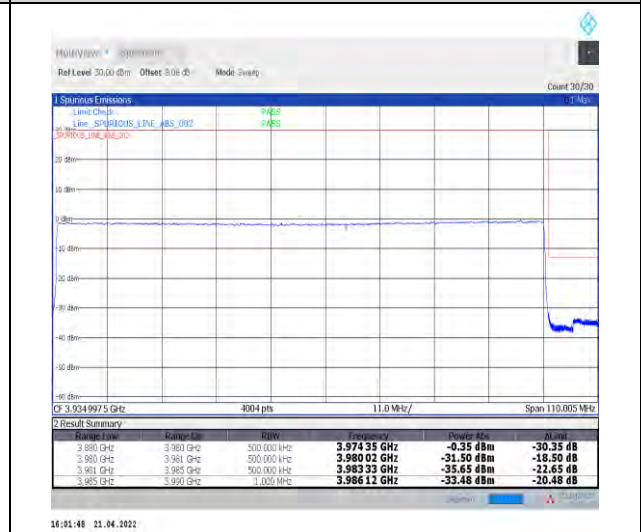 MultiView
Spectrum
Ref Level 30.00 dBm Offset 8.06 dB Mode Sweep
Count 30/30
1 Spurious Emissions 1 Max
Limit Check PASS
Line _SPURIOUS_LINE_ABS_002 PASS
20 dBm
10 dBm
0 dBm
-10 dBm
-20 dBm
-30 dBm
-40 dBm
-50 dBm
-60 dBm
CF 3.9349975 GHz 4004 pts 11.0 MHz/ Span 110.005 MHz
2 Result Summary
Range Low Range Up RBW Frequency Power Abs ΔLimit
3.880 GHz 3.980 GHz 500.000 kHz 3.974 35 GHz -0.35 dBm -30.35 dB
3.980 GHz 3.981 GHz 500.000 kHz 3.980 02 GHz -31.50 dBm -18.50 dB
3.981 GHz 3.985 GHz 500.000 kHz 3.983 33 GHz -35.65 dBm -22.65 dB
3.985 GHz 3.990 GHz 1.000 MHz 3.986 12 GHz -33.48 dBm -20.48 dB
16:01:48 21.04.2022